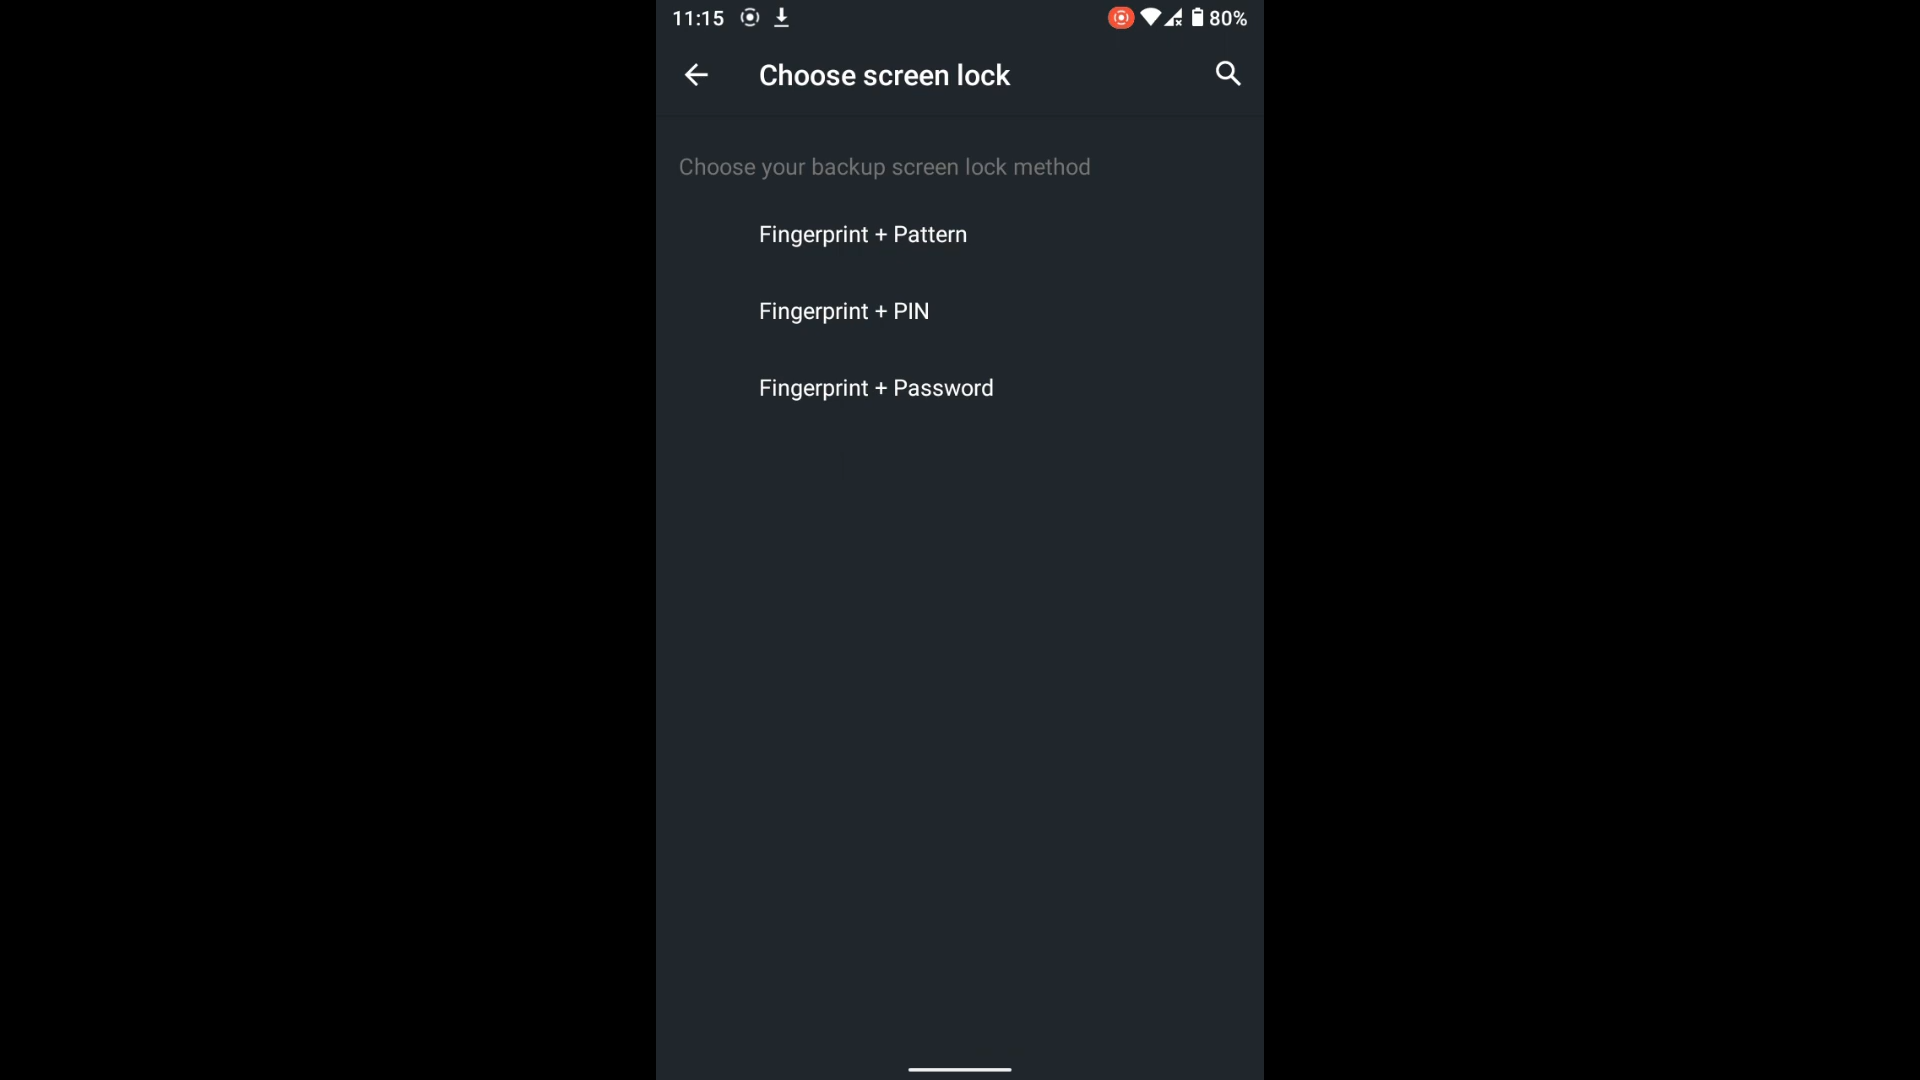 11:15 80%
Choose screen lock
Choose your backup screen lock method
Fingerprint + Pattern
Fingerprint + PIN
Fingerprint + Password